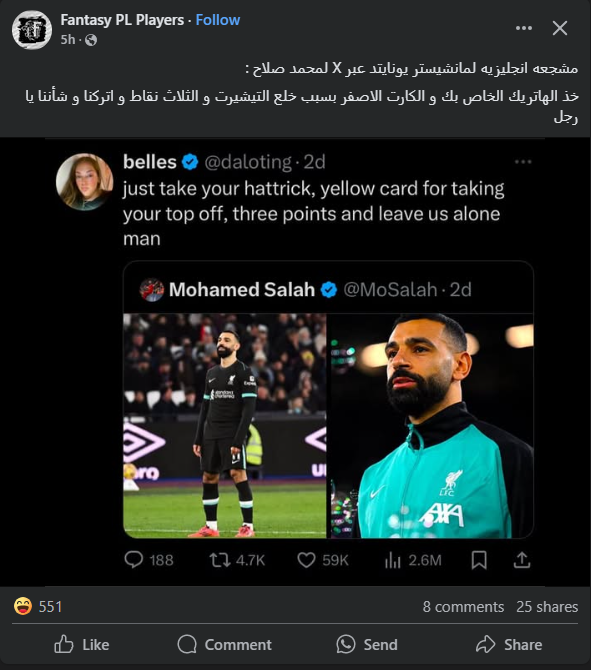 Fantasy PL Players · Follow
5h ·
مشجعه انجليزيه لمانشيستر يونايتد عبر X لمحمد صلاح :
خذ الهاتريك الخاص بك و الكارت الاصفر بسبب خلع التيشيرت و الثلاث نقاط و اتركنا و شأننا يا
رجل
belles @daloting · 2d
just take your hattrick, yellow card for taking
your top off, three points and leave us alone
man
Mohamed Salah @MoSalah · 2d
LFC
AXA
188 4.7K 59K 2.6M
551 8 comments 25 shares
Like Comment Send Share